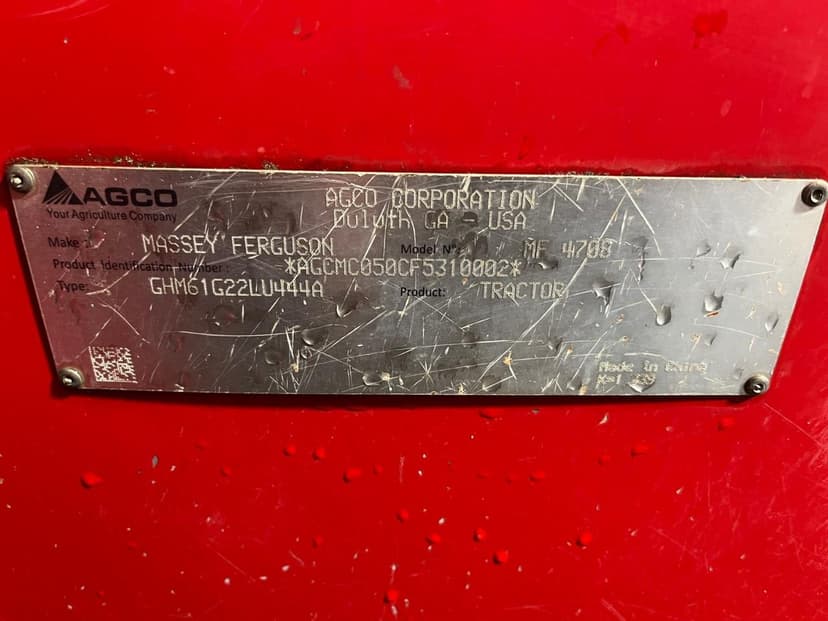 AGCO
Your Agriculture Company
AGCO CORPORATION
Duluth GA - USA
Make : MASSEY FERGUSON Model N°: MF 4708
Product Identification Number : *AGCMC050CF5310002*
Type: GHM61G22LU444A Product: TRACTOR
Made in China